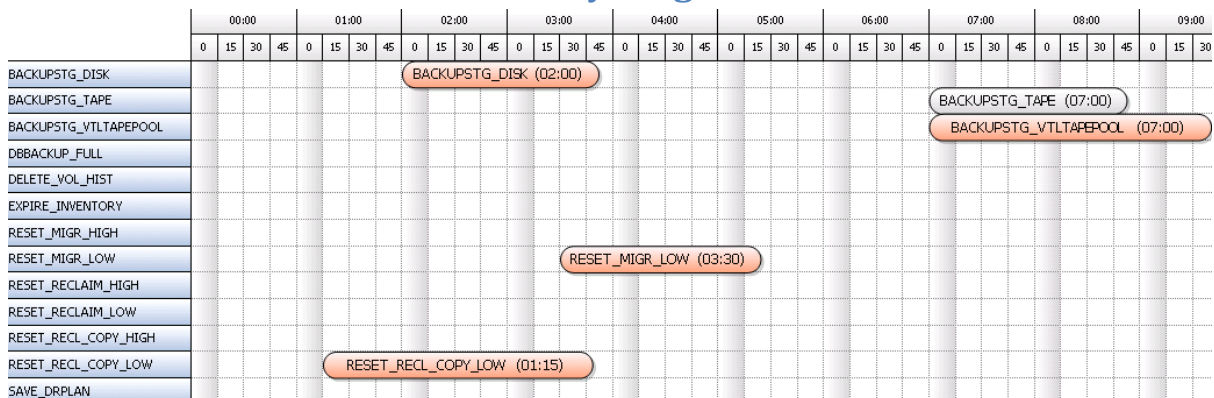 00:00 01:00 02:00 03:00 04:00 05:00 06:00 07:00 08:00 09:00
0 15 30 45 0 15 30 45 0 15 30 45 0 15 30 45 0 15 30 45 0 15 30 45 0 15 30 45 0 15 30 45 0 15 30 45 0 15 30
BACKUPSTG_DISK BACKUPSTG_DISK (02:00)
BACKUPSTG_TAPE BACKUPSTG_TAPE (07:00)
BACKUPSTG_VTLTAPEPOOL BACKUPSTG_VTLTAPEPOOL (07:00)
DBBACKUP_FULL
DELETE_VOL_HIST
EXPIRE_INVENTORY
RESET_MIGR_HIGH
RESET_MIGR_LOW RESET_MIGR_LOW (03:30)
RESET_RECLAIM_HIGH
RESET_RECLAIM_LOW
RESET_RECL_COPY_HIGH
RESET_RECL_COPY_LOW RESET_RECL_COPY_LOW (01:15)
SAVE_DRPLAN